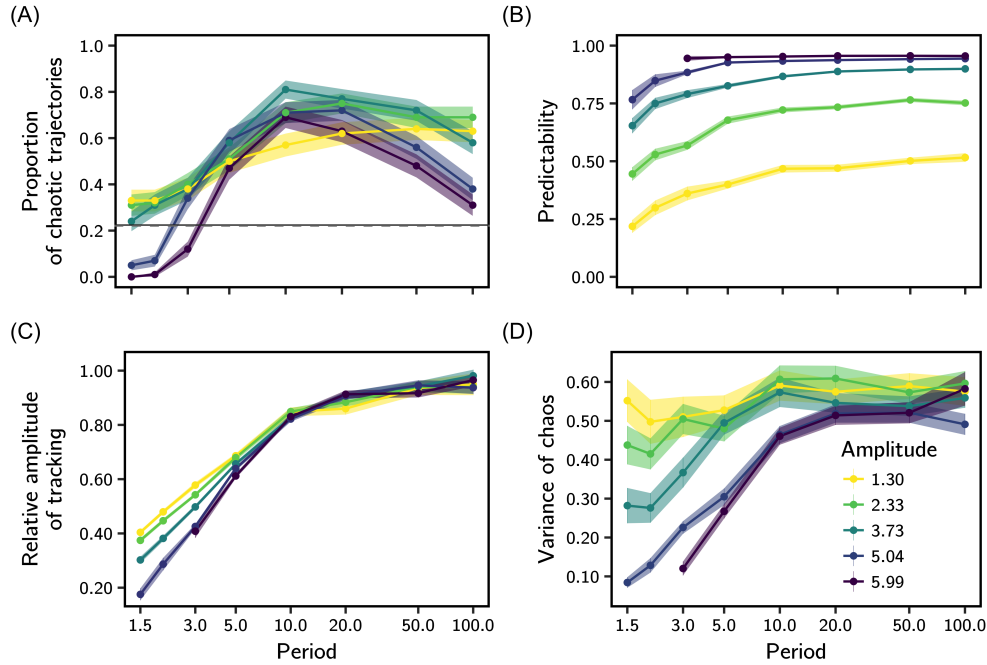 (A)
(B)
Proportion
of chaotic trajectories
1.0
0.8
0.6
0.4
0.2
0.0
Predictability
1.00
0.75
0.50
0.25
0.00
(C)
(D)
Relative amplitude
of tracking
1.00
0.80
0.60
0.40
0.20
1.5 3.0 5.0 10.0 20.0 50.0 100.0
Period
Variance of chaos
0.60
0.50
0.40
0.30
0.20
0.10
Amplitude
1.30
2.33
3.73
5.04
5.99
1.5 3.0 5.0 10.0 20.0 50.0 100.0
Period